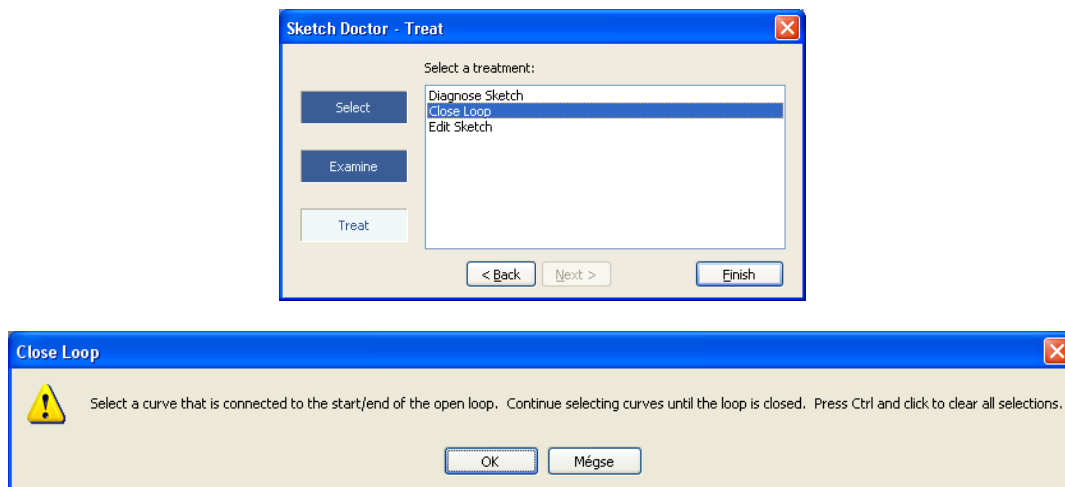 Sketch Doctor - Treat
Select a treatment:
Select
Examine
Treat
Diagnose Sketch
Close Loop
Edit Sketch
< Back
Next >
Finish
Close Loop
Select a curve that is connected to the start/end of the open loop. Continue selecting curves until the loop is closed. Press Ctrl and click to clear all selections.
OK
Mégse